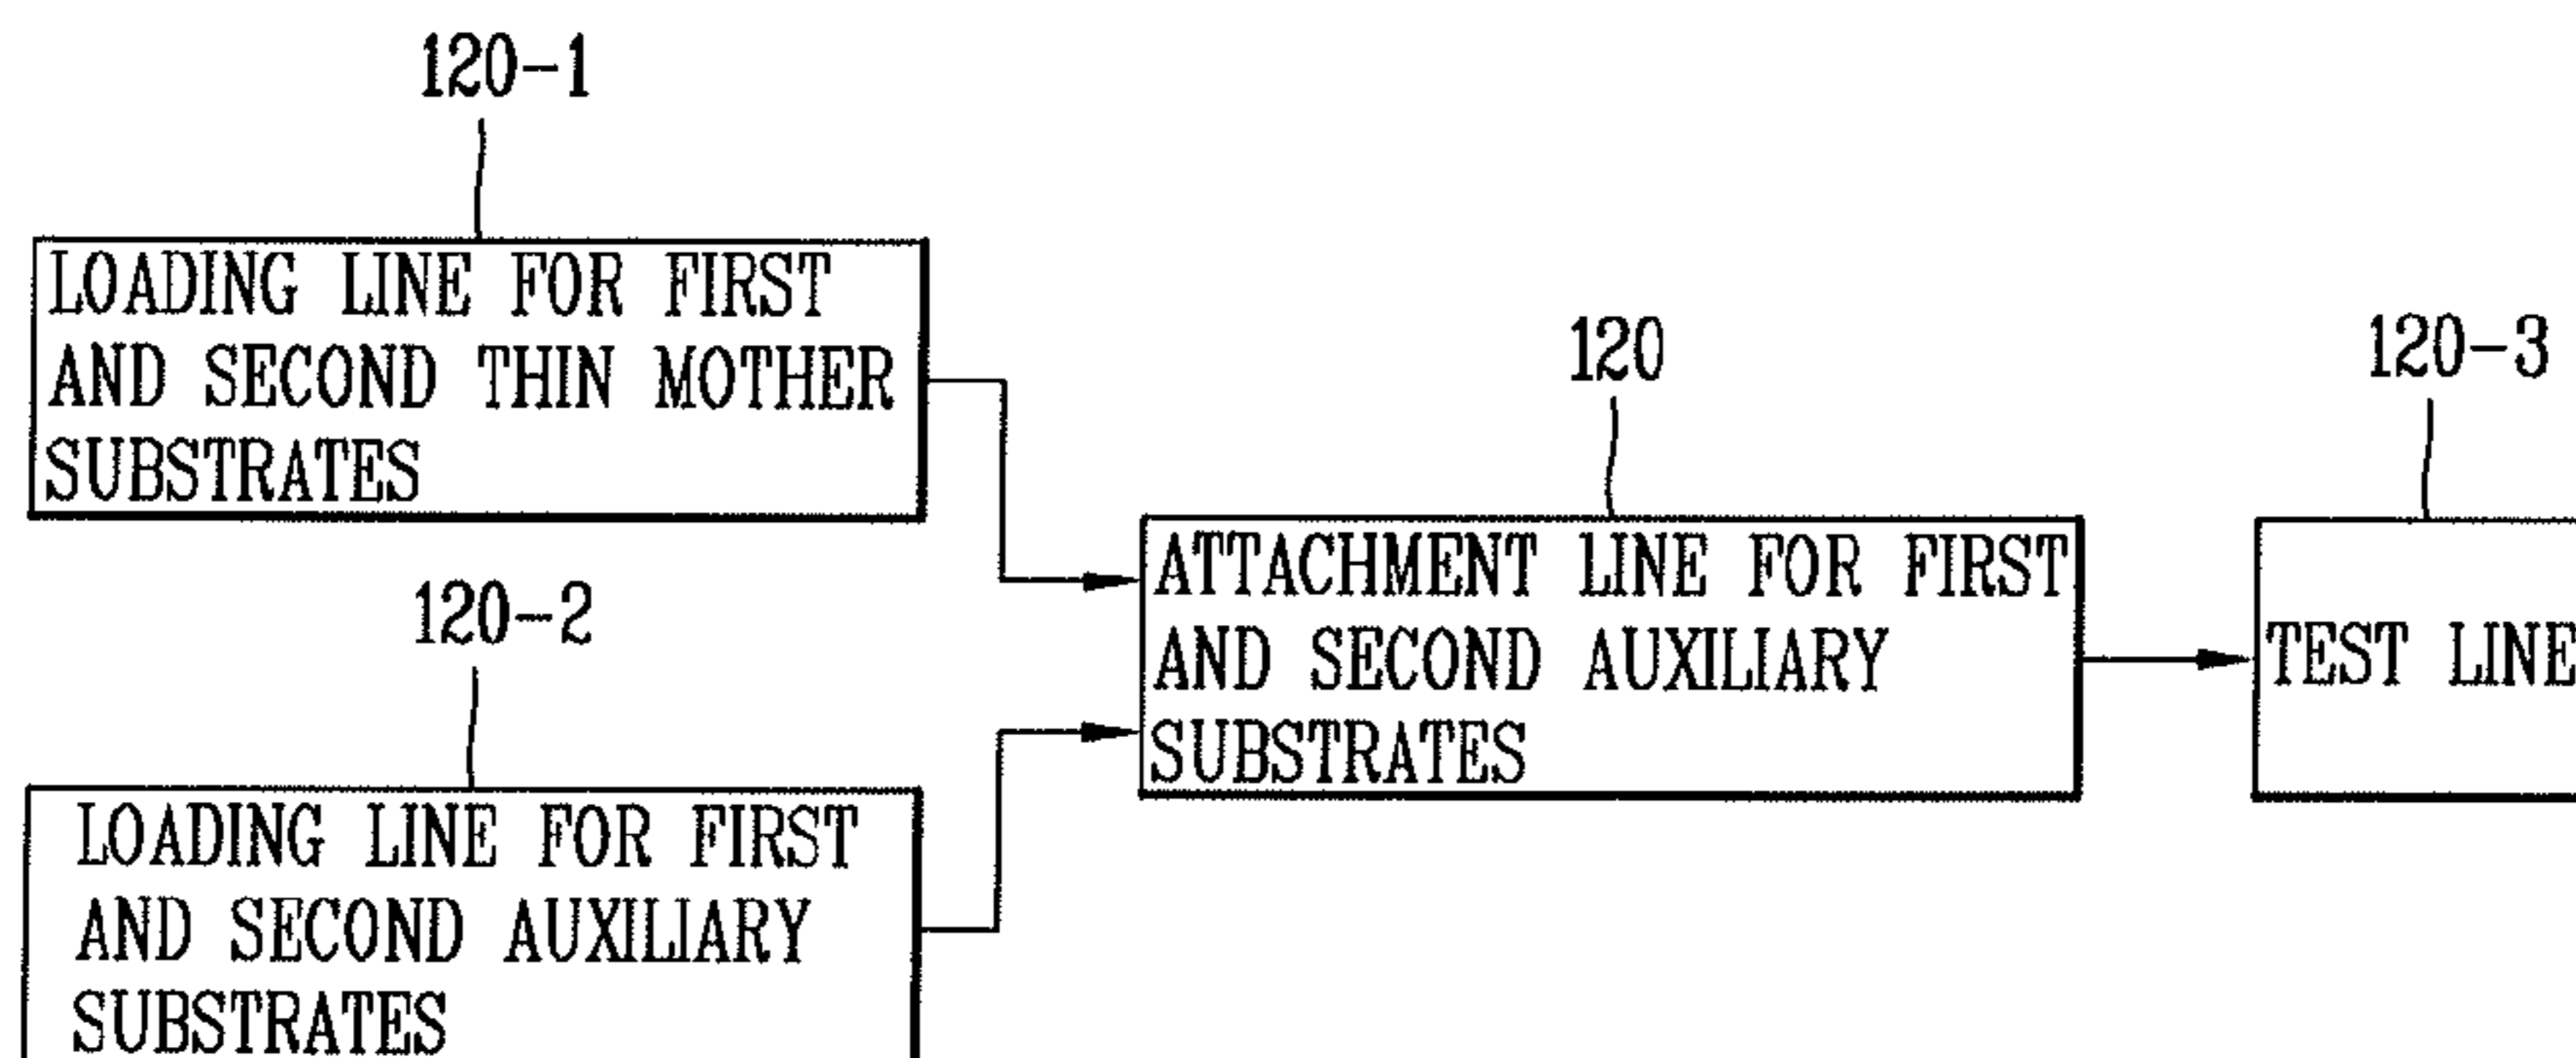 120-1
LOADING LINE FOR FIRST
AND SECOND THIN MOTHER
SUBSTRATES
120-2
LOADING LINE FOR FIRST
AND SECOND AUXILIARY
SUBSTRATES
120
ATTACHMENT LINE FOR FIRST
AND SECOND AUXILIARY
SUBSTRATES
120-3
TEST LINE